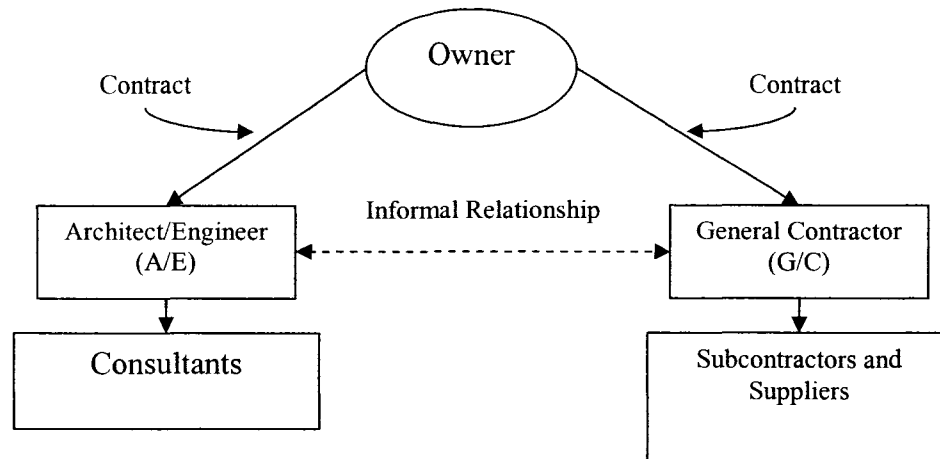 Owner
Contract
Contract
Informal Relationship
Architect/Engineer
(A/E)
General Contractor
(G/C)
Consultants
Subcontractors and
Suppliers